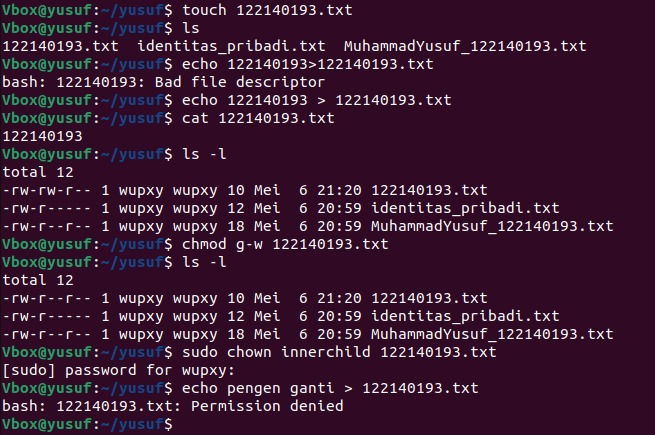 Vbox@yusuf:~/yusuf$ touch 122140193.txt
Vbox@yusuf:~/yusuf$ ls
122140193.txt  identitas_pribadi.txt  MuhammadYusuf_122140193.txt
Vbox@yusuf:~/yusuf$ echo 122140193>122140193.txt
bash: 122140193: Bad file descriptor
Vbox@yusuf:~/yusuf$ echo 122140193 > 122140193.txt
Vbox@yusuf:~/yusuf$ cat 122140193.txt
122140193
Vbox@yusuf:~/yusuf$ ls -l
total 12
-rw-rw-r-- 1 wupxy wupxy 10 Mei  6 21:20 122140193.txt
-rw-r----- 1 wupxy wupxy 12 Mei  6 20:59 identitas_pribadi.txt
-rw-r--r-- 1 wupxy wupxy 18 Mei  6 20:59 MuhammadYusuf_122140193.txt
Vbox@yusuf:~/yusuf$ chmod g-w 122140193.txt
Vbox@yusuf:~/yusuf$ ls -l
total 12
-rw-r--r-- 1 wupxy wupxy 10 Mei  6 21:20 122140193.txt
-rw-r----- 1 wupxy wupxy 12 Mei  6 20:59 identitas_pribadi.txt
-rw-r--r-- 1 wupxy wupxy 18 Mei  6 20:59 MuhammadYusuf_122140193.txt
Vbox@yusuf:~/yusuf$ sudo chown innerchild 122140193.txt
[sudo] password for wupxy:
Vbox@yusuf:~/yusuf$ echo pengen ganti > 122140193.txt
bash: 122140193.txt: Permission denied
Vbox@yusuf:~/yusuf$